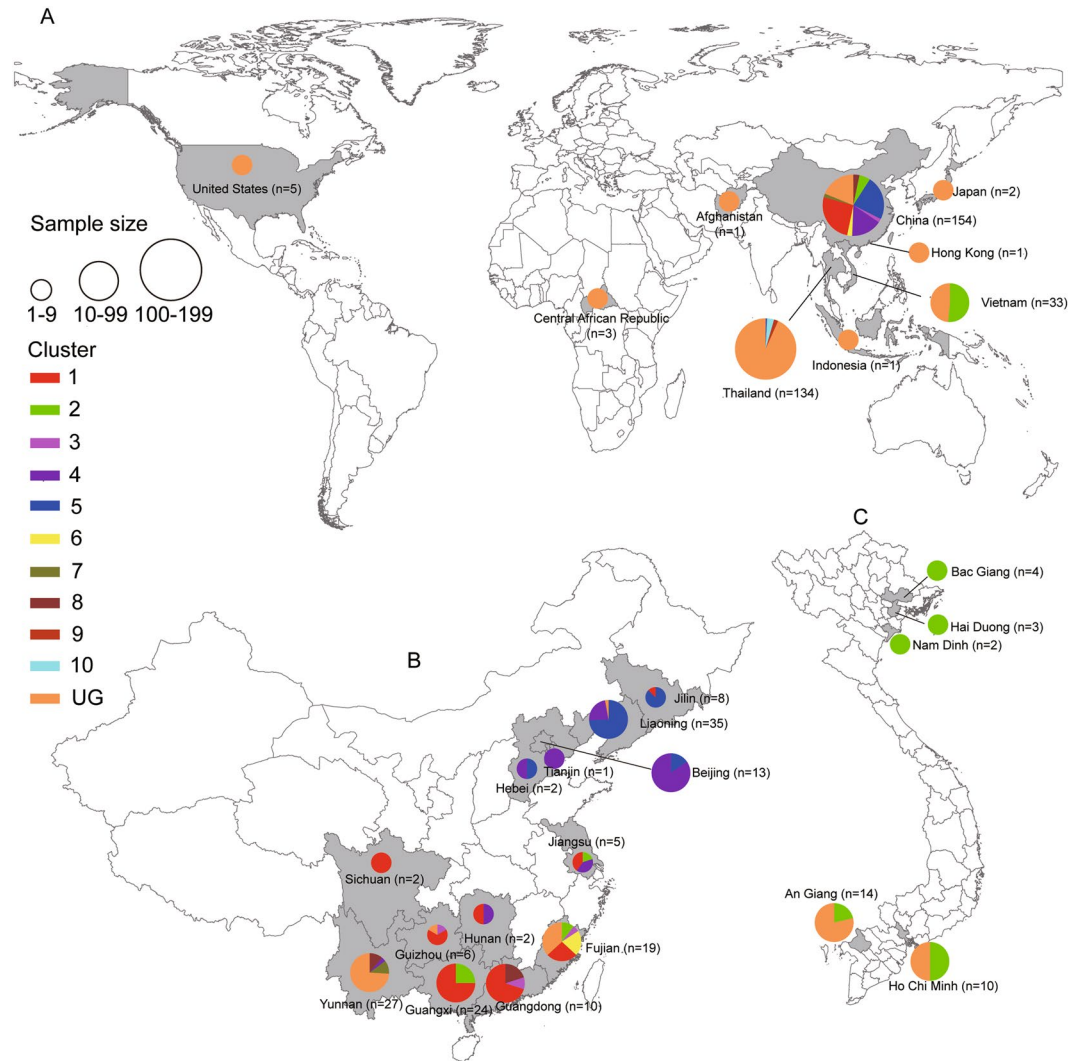 A
United States (n=5)
Sample size
1-9
10-99
100-199
Cluster
1
2
3
4
5
6
7
8
9
10
UG
Afghanistan
(n=1)
Central African Republic
(n=3)
Japan (n=2)
China (n=154)
Hong Kong (n=1)
Vietnam (n=33)
Indonesia (n=1)
Thailand (n=134)
B
Jilin (n=8)
Liaoning (n=35)
Beijing (n=13)
Tianjin (n=1)
Hebei (n=2)
Jiangsu (n=5)
Sichuan (n=2)
Hunan (n=2)
Guizhou (n=6)
Fujian (n=19)
Yunnan (n=27)
Guangxi (n=24)
Guangdong (n=10)
C
Bac Giang (n=4)
Hai Duong (n=3)
Nam Dinh (n=2)
An Giang (n=14)
Ho Chi Minh (n=10)